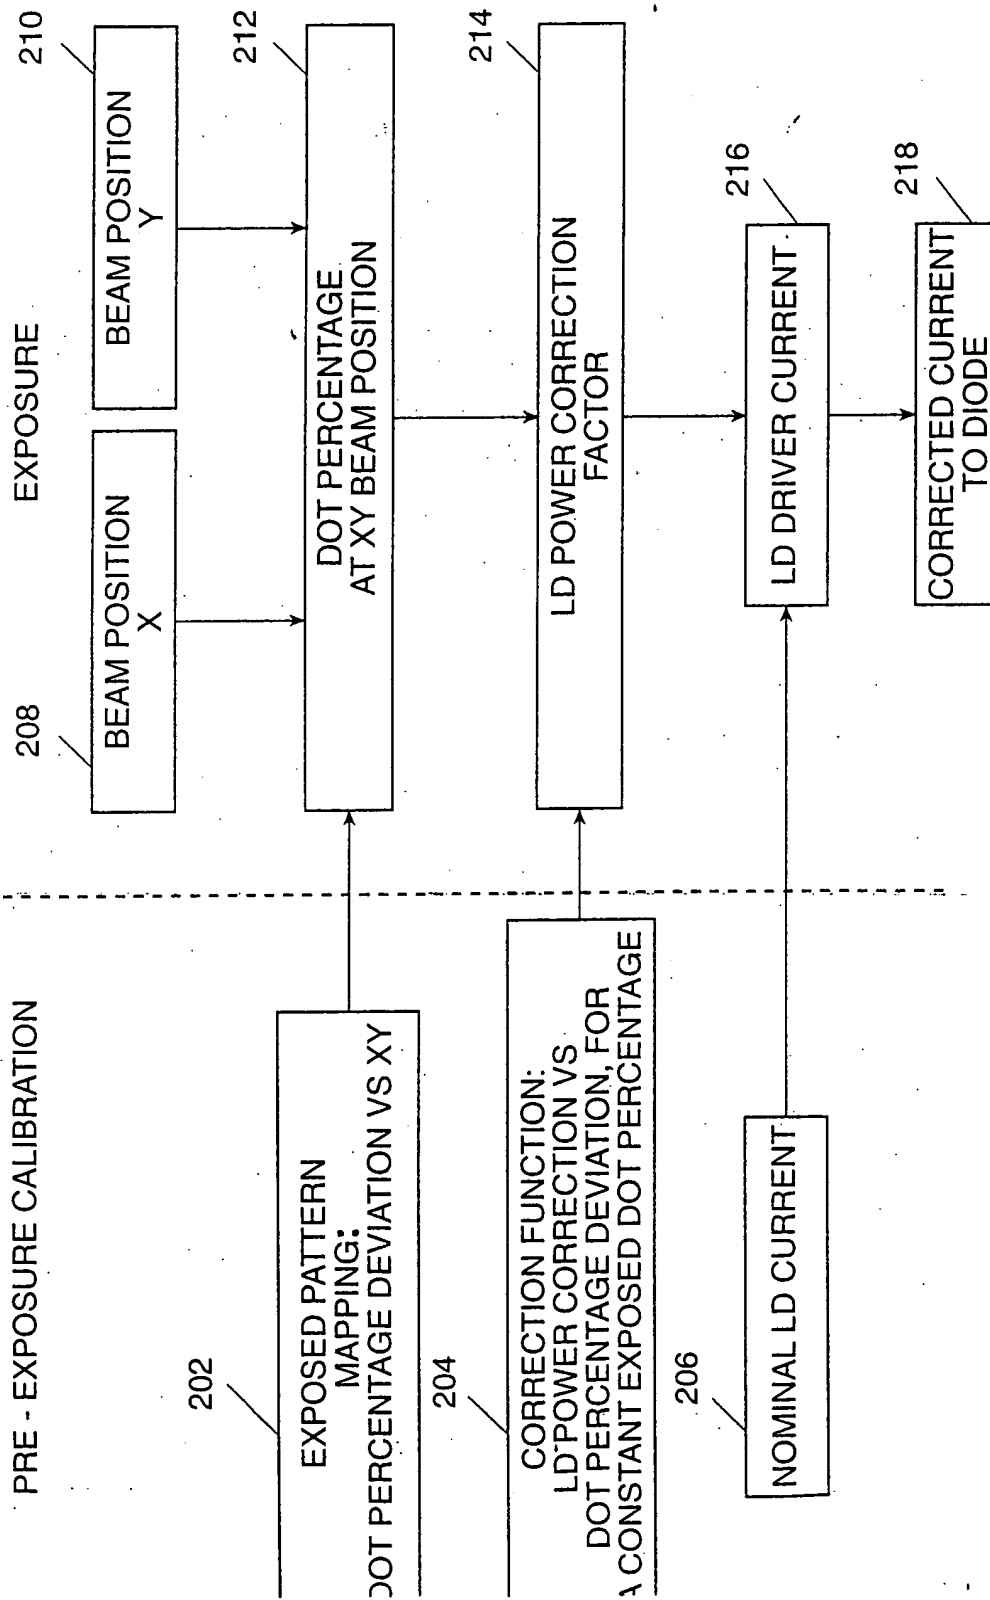 PRE - EXPOSURE CALIBRATION
EXPOSURE
202
EXPOSED PATTERN
MAPPING:
DOT PERCENTAGE DEVIATION VS XY
204
CORRECTION FUNCTION:
LD POWER CORRECTION VS
DOT PERCENTAGE DEVIATION, FOR
A CONSTANT EXPOSED DOT PERCENTAGE
206
NOMINAL LD CURRENT
208
BEAM POSITION
X
210
BEAM POSITION
Y
212
DOT PERCENTAGE
AT XY BEAM POSITION
214
LD POWER CORRECTION
FACTOR
216
LD DRIVER CURRENT
218
CORRECTED CURRENT
TO DIODE